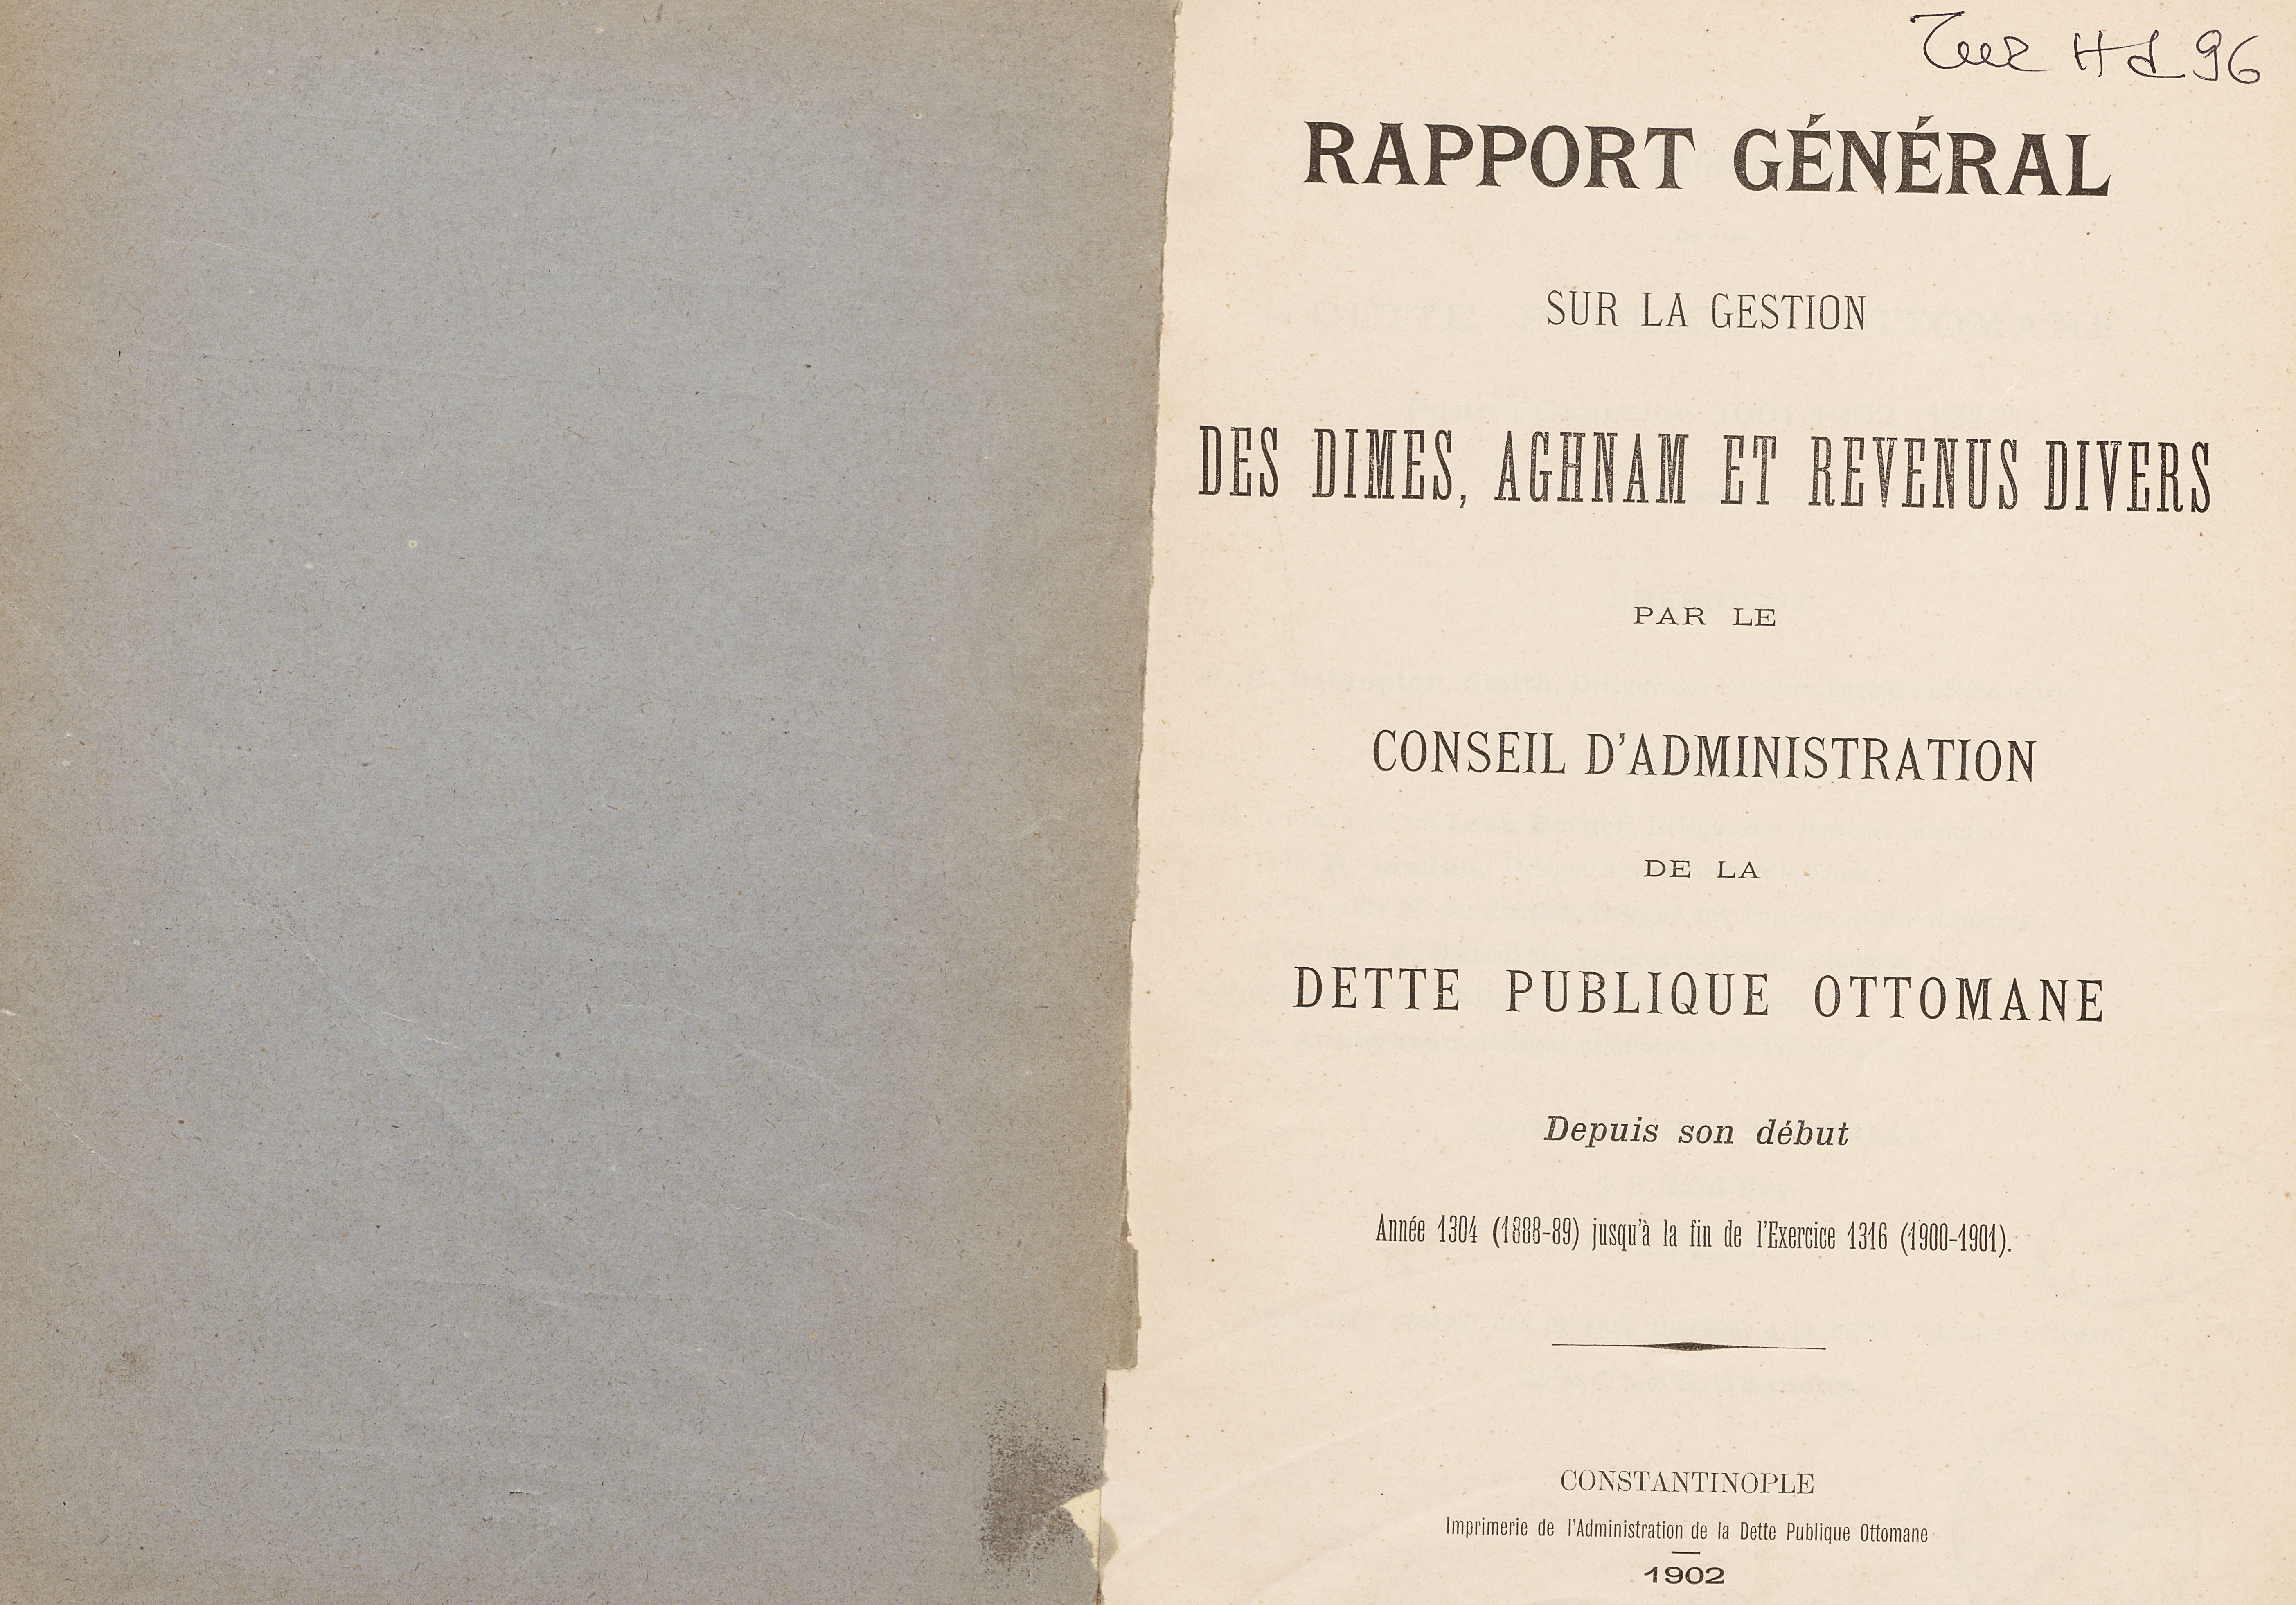 Tur Hd 96
RAPPORT GÉNÉRAL
SUR LA GESTION
DES DIMES, AGHNAM ET REVENUS DIVERS
PAR LE
CONSEIL D'ADMINISTRATION
DE LA
DETTE PUBLIQUE OTTOMANE
Depuis son début
Année 1304 (1888-89) jusqu'à la fin de l'Exercice 1316 (1900-1901).
CONSTANTINOPLE
Imprimerie de l'Administration de la Dette Publique Ottomane
1902